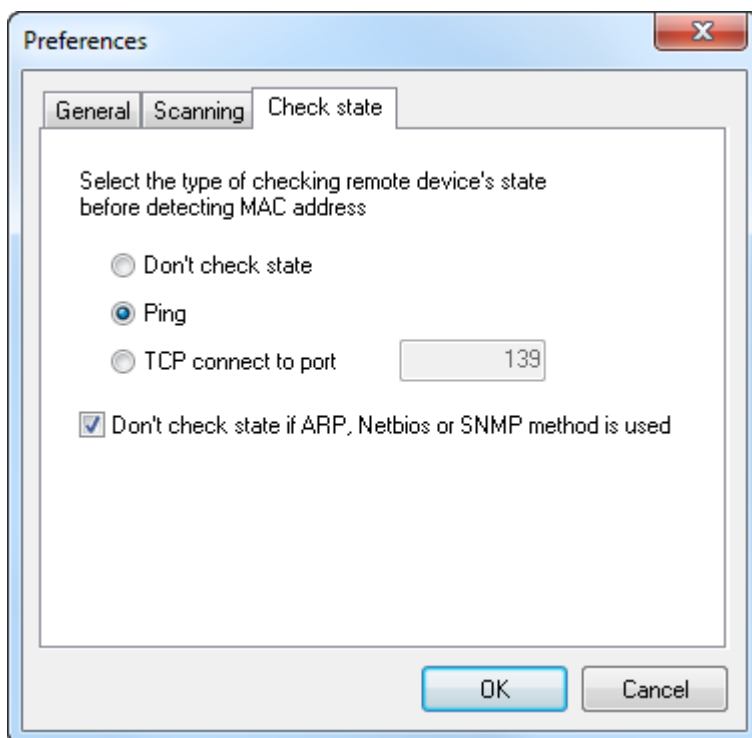 Preferences
General Scanning Check state
Select the type of checking remote device's state
before detecting MAC address
Don't check state
Ping
TCP connect to port 139
Don't check state if ARP, Netbios or SNMP method is used
OK Cancel